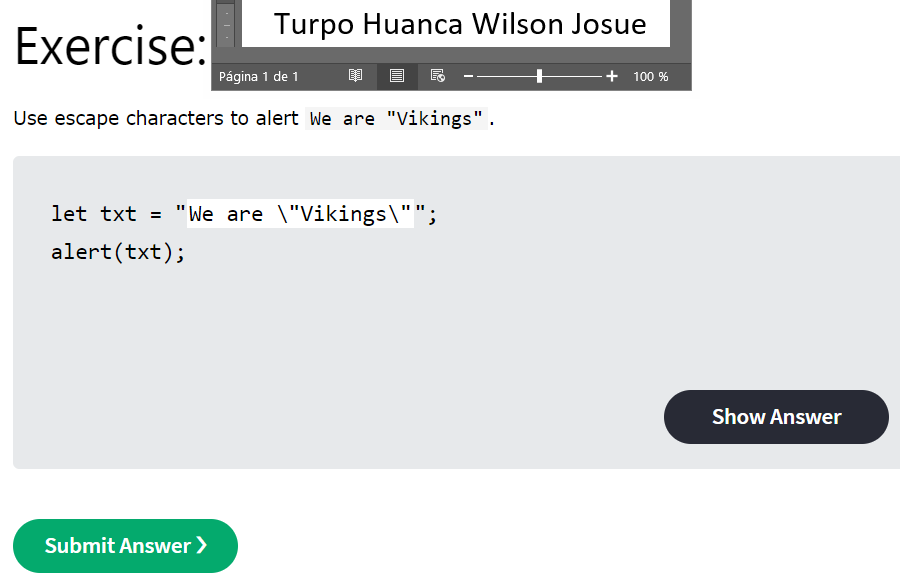 Turpo Huanca Wilson Josue
Exercise:
Página 1 de 1
100 %
Use escape characters to alert We are "Vikings".
let txt = "We are \"Vikings\"";
alert(txt);
Show Answer
Submit Answer ❯